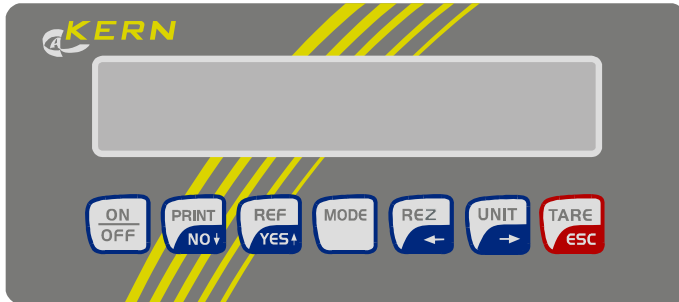 KERN
ON PRINT REF MODE REZ UNIT TARE
OFF NO YES ESC